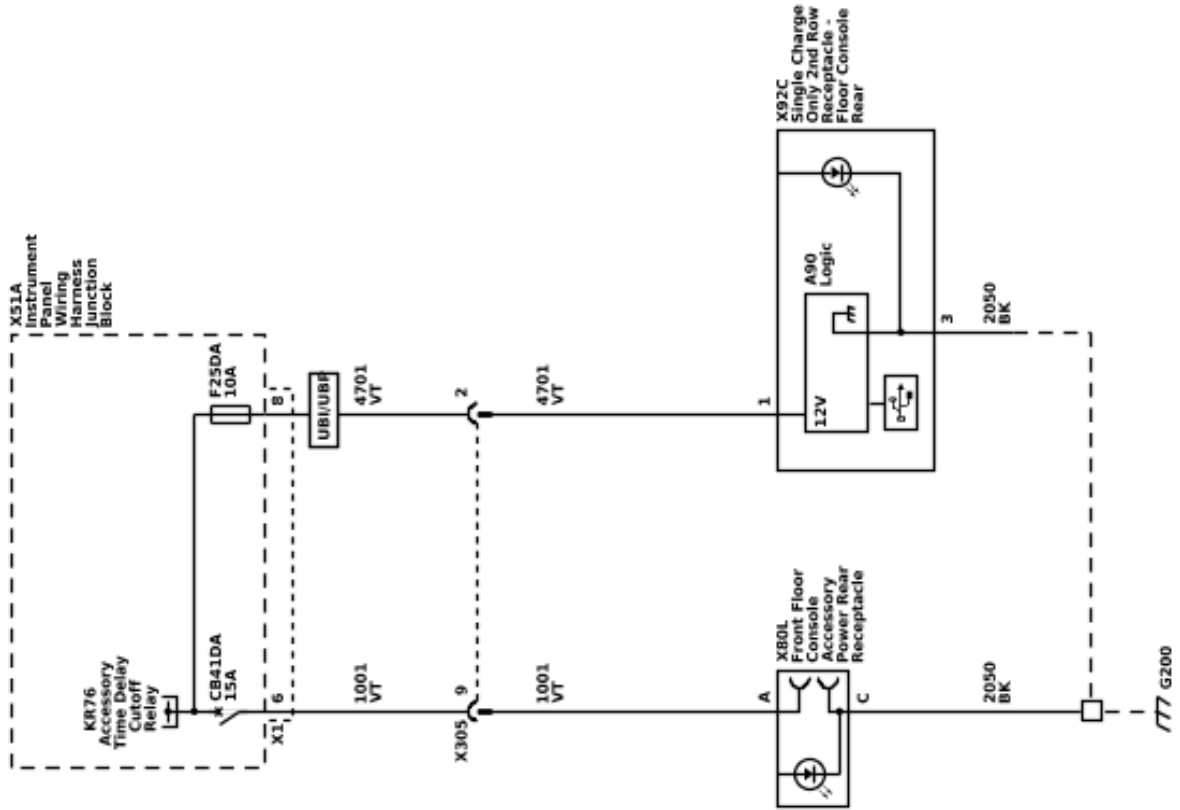 X51A
Instrument
Panel
Wiring
Harness
Junction
Block
KR76
Accessory
Time Delay
Cutoff
Relay
CB41DA
15A
F25DA
10A
X1
6
8
UBI/UBF
1001
VT
4701
VT
X305
9
2
1001
VT
4701
VT
A
X80L
Front Floor
Console
Accessory
Power Rear
Receptacle
C
1
X92C
Single Charge
Only 2nd Row
Receptacle -
Floor Console
Rear
12V
A90
Logic
3
2050
BK
2050
BK
G200